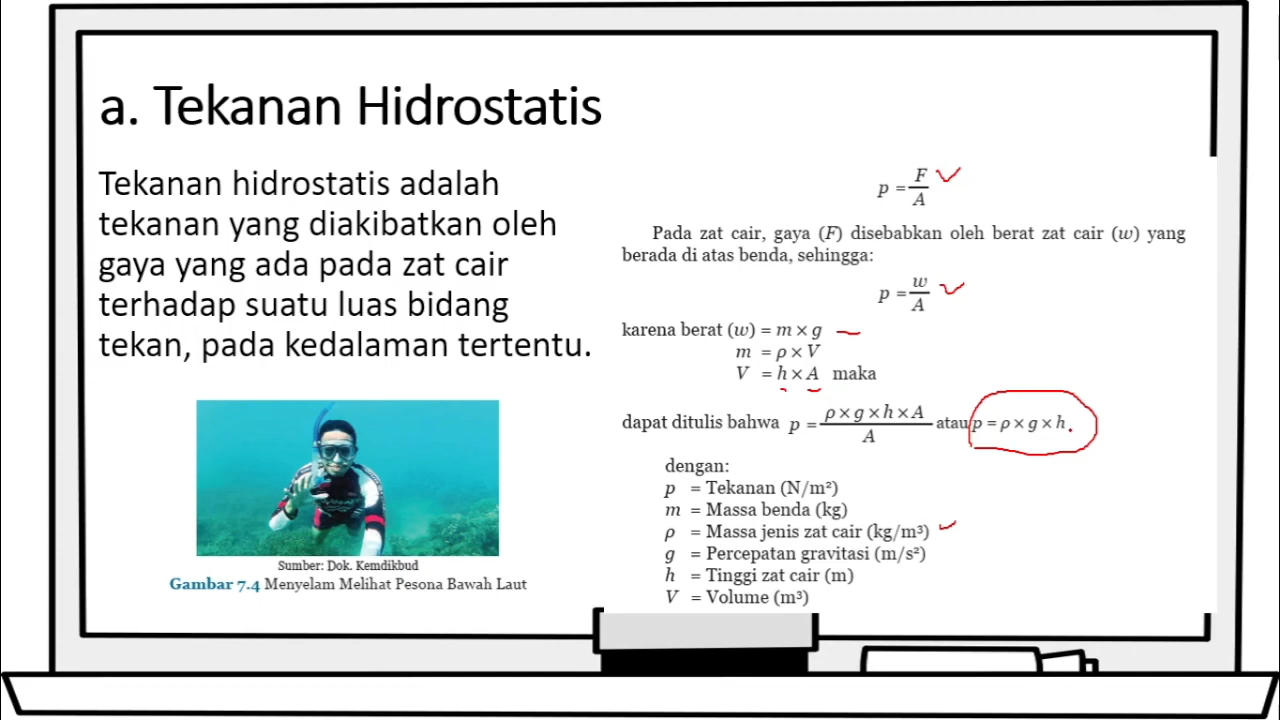 a. Tekanan Hidrostatis
Tekanan hidrostatis adalah
tekanan yang diakibatkan oleh
gaya yang ada pada zat cair
terhadap suatu luas bidang
tekan, pada kedalaman tertentu.
Sumber: Dok. Kemdikbud
Gambar 7.4 Menyelam Melihat Pesona Bawah Laut
p = F/A
Pada zat cair, gaya (F) disebabkan oleh berat zat cair (w) yang
berada di atas benda, sehingga:
p = w/A
karena berat (w) = m × g
m = ρ × V
V = h × A maka
dapat ditulis bahwa p = ρ × g × h × A / A atau p = ρ × g × h.
dengan:
p = Tekanan (N/m²)
m = Massa benda (kg)
ρ = Massa jenis zat cair (kg/m³)
g = Percepatan gravitasi (m/s²)
h = Tinggi zat cair (m)
V = Volume (m³)